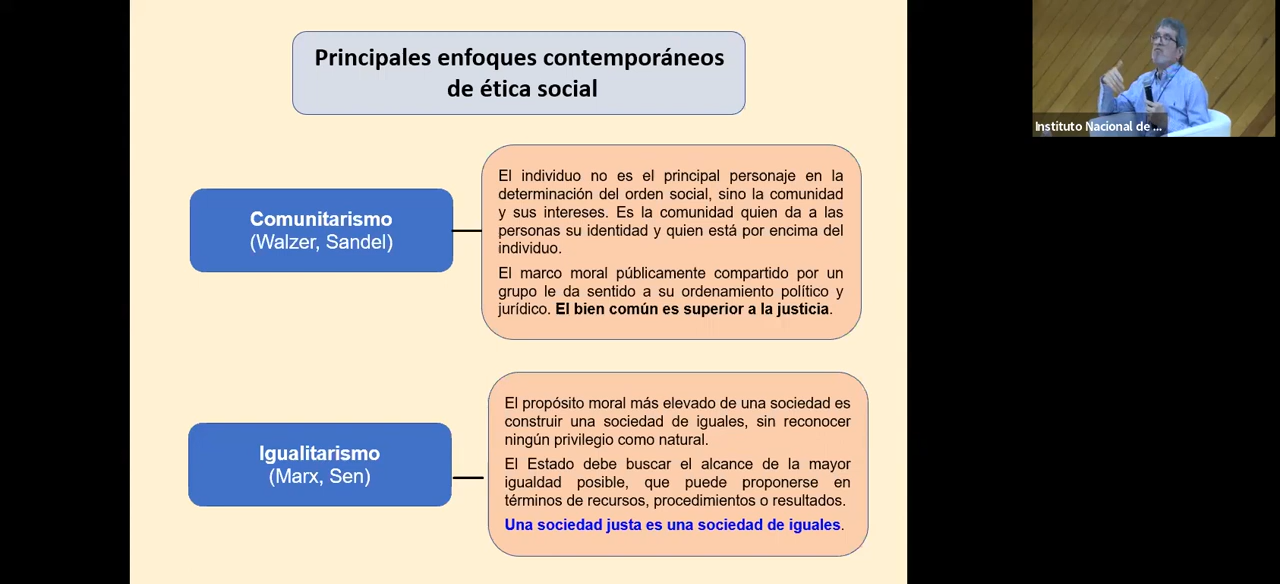 Principales enfoques contemporáneos
de ética social
Comunitarismo
(Walzer, Sandel)
El individuo no es el principal personaje en la
determinación del orden social, sino la comunidad
y sus intereses. Es la comunidad quien da a las
personas su identidad y quien está por encima del
individuo.
El marco moral públicamente compartido por un
grupo le da sentido a su ordenamiento político y
jurídico. El bien común es superior a la justicia.
Igualitarismo
(Marx, Sen)
El propósito moral más elevado de una sociedad es
construir una sociedad de iguales, sin reconocer
ningún privilegio como natural.
El Estado debe buscar el alcance de la mayor
igualdad posible, que puede proponerse en
términos de recursos, procedimientos o resultados.
Una sociedad justa es una sociedad de iguales.
Instituto Nacional de ...